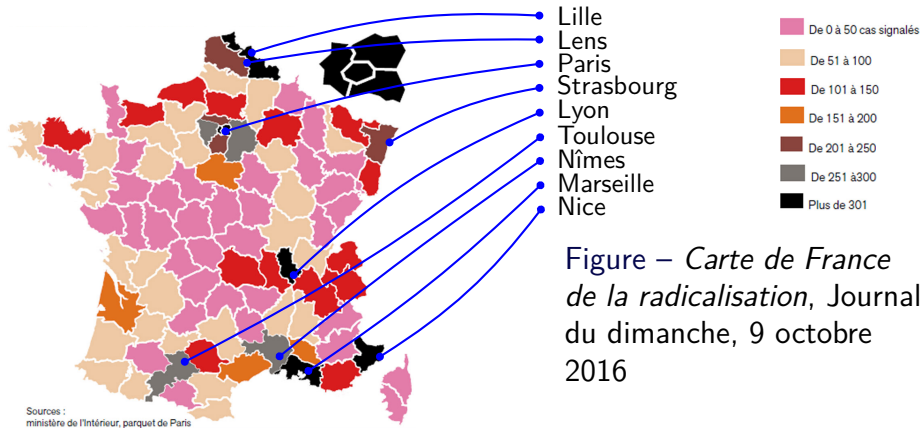 Lille
Lens
Paris
Strasbourg
Lyon
Toulouse
Nîmes
Marseille
Nice
De 0 à 50 cas signalés
De 51 à 100
De 101 à 150
De 151 à 200
De 201 à 250
De 251 à300
Plus de 301
Figure – Carte de France
de la radicalisation, Journal
du dimanche, 9 octobre
2016
Sources :
ministère de l'Intérieur, parquet de Paris